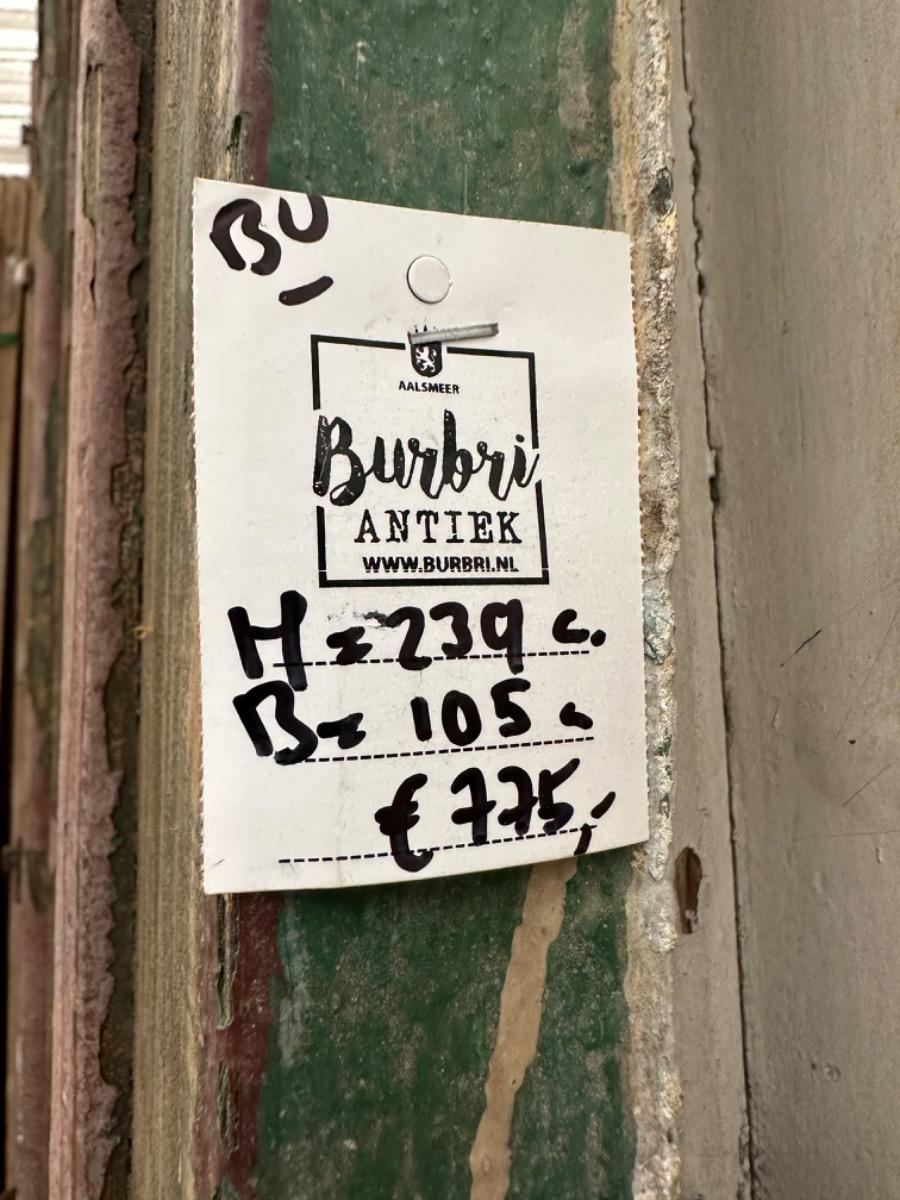 BU
AALSMEER
Burbri
ANTIEK
WWW.BURBRI.NL
H = 239 c.
B = 105 c
€ 775,-